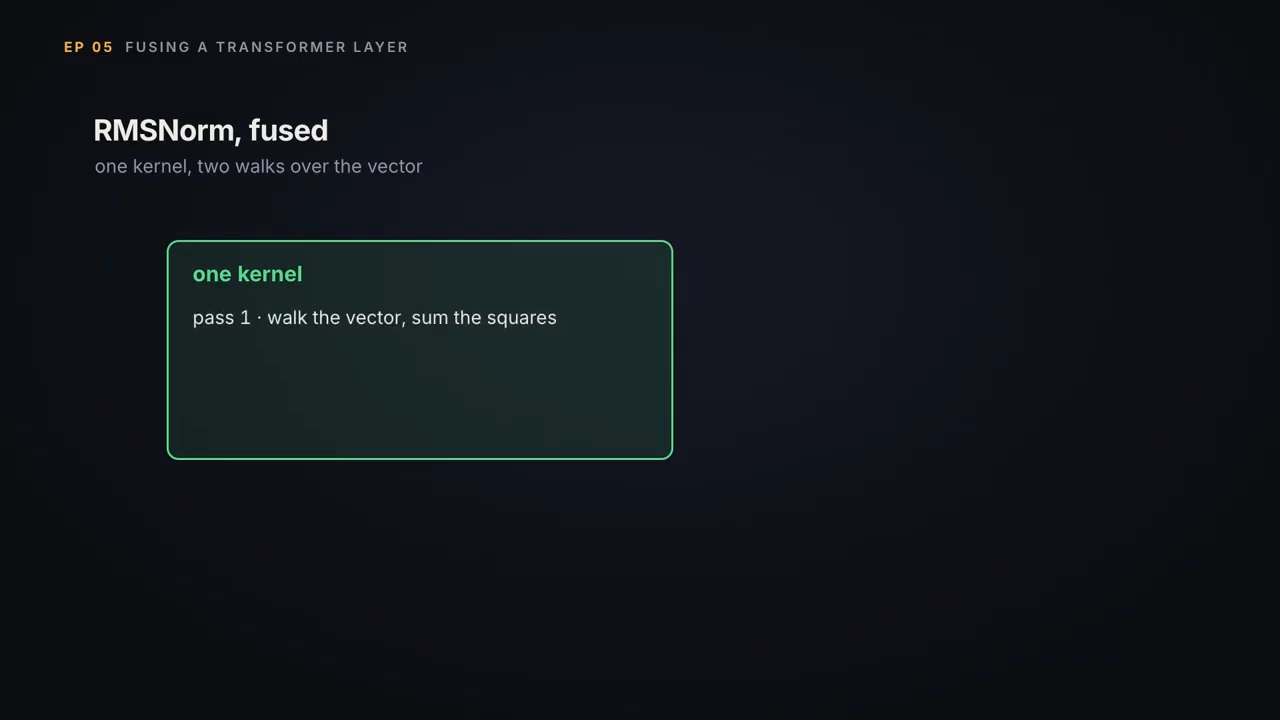 EP 05 FUSING A TRANSFORMER LAYER
RMSNorm, fused
one kernel, two walks over the vector
one kernel
pass 1 · walk the vector, sum the squares